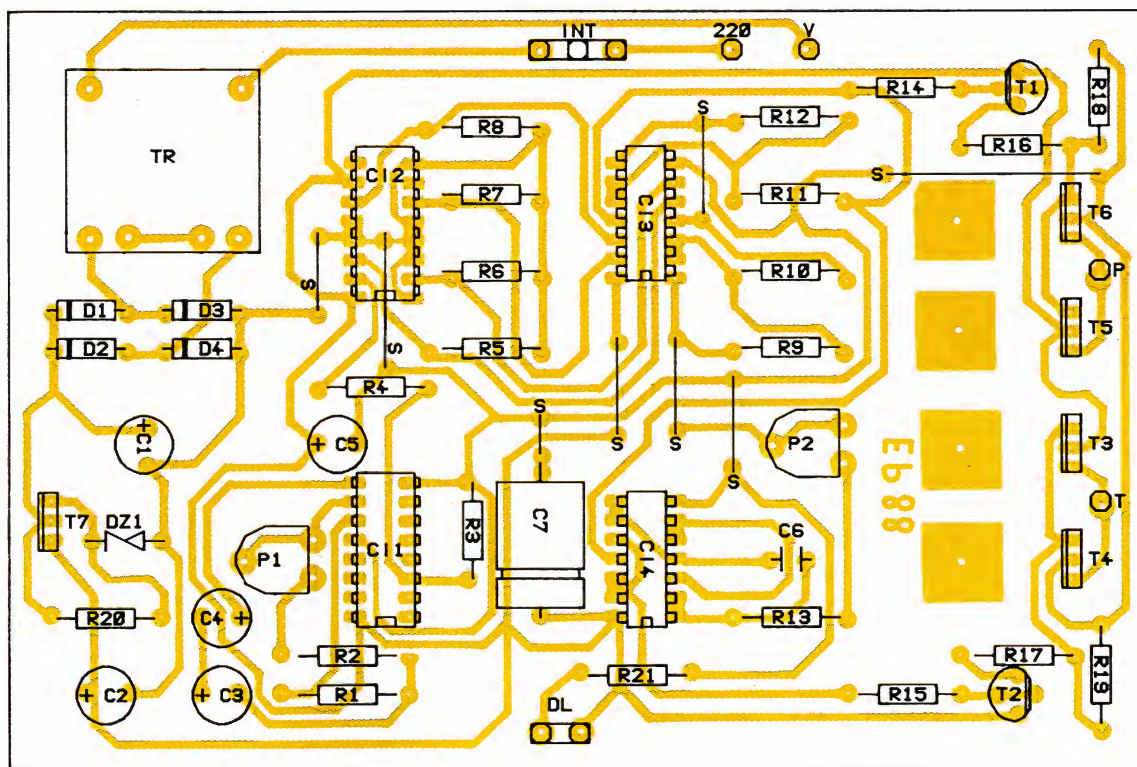 INT 220 V
R14 T1 R18
R8 R12
TR CI2 R16
R7 CI3 R11 S T6
S
R6 R10 P
S
D1 D3 T5
D2 D4 S R5 R9
R4
S
C1 C5 S S P2 T3
T7 DZ1 R3 C7 S Ep88 T
P1 CI1 CI4 C6 T4
R20 C4 R13
R2 R21 R17
C2 C3 R1 R15 T2 R19
DL